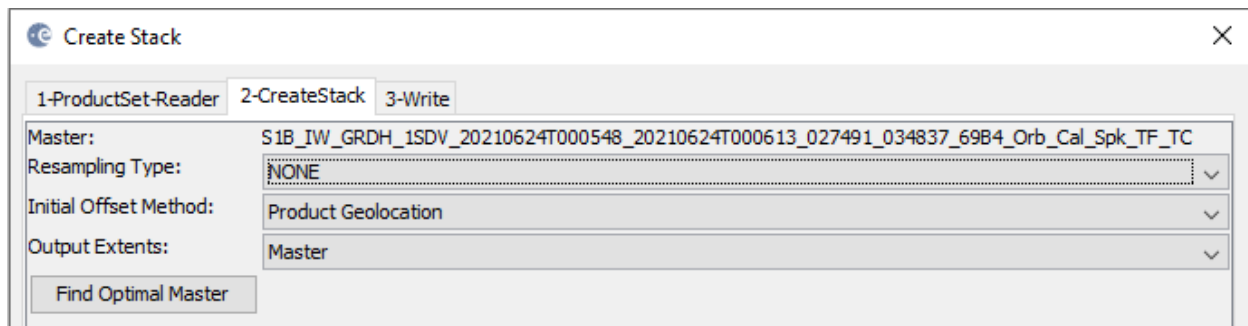 Create Stack
1-ProductSet-Reader 2-CreateStack 3-Write
Master: S1B_IW_GRDH_1SDV_20210624T000548_20210624T000613_027491_034837_69B4_Orb_Cal_Spk_TF_TC
Resampling Type: NONE
Initial Offset Method: Product Geolocation
Output Extents: Master
Find Optimal Master